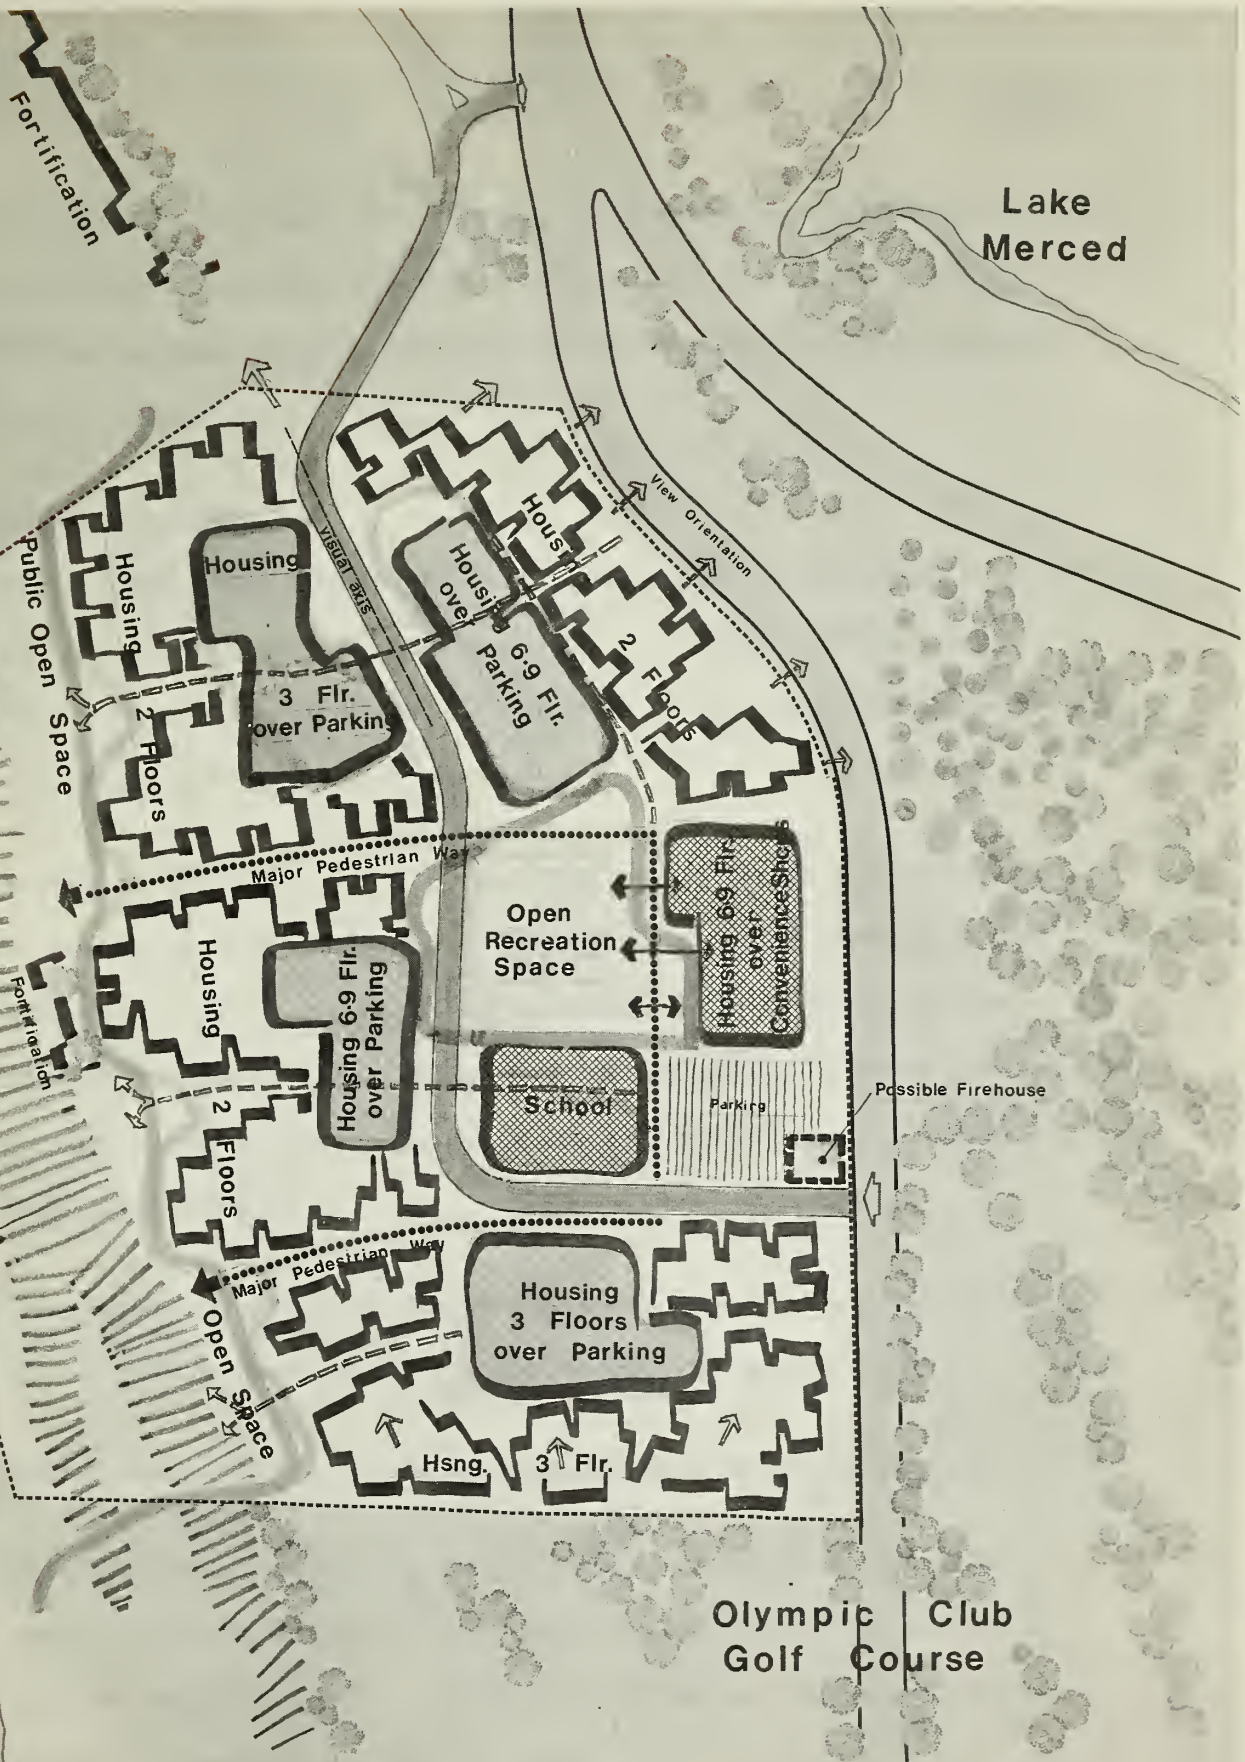 Fortification
Lake
Merced
View Orientation
Housing
visual axis
Housing
over
6-9 Flr.
Parking
Housing
2 Floors
Public Open Space
Housing
2 Floors
3 Flr.
over Parking
Housing
Major Pedestrian Way
Open
Recreation
Space
Housing 6-9 Flr.
over
Convenience Shops
Housing
2 Floors
Housing 6-9 Flr.
over Parking
Fortification
School
Parking
Possible Firehouse
Major Pedestrian Way
Housing
3 Floors
over Parking
Open Space
Hsng. 3 Flr.
Olympic Club
Golf Course